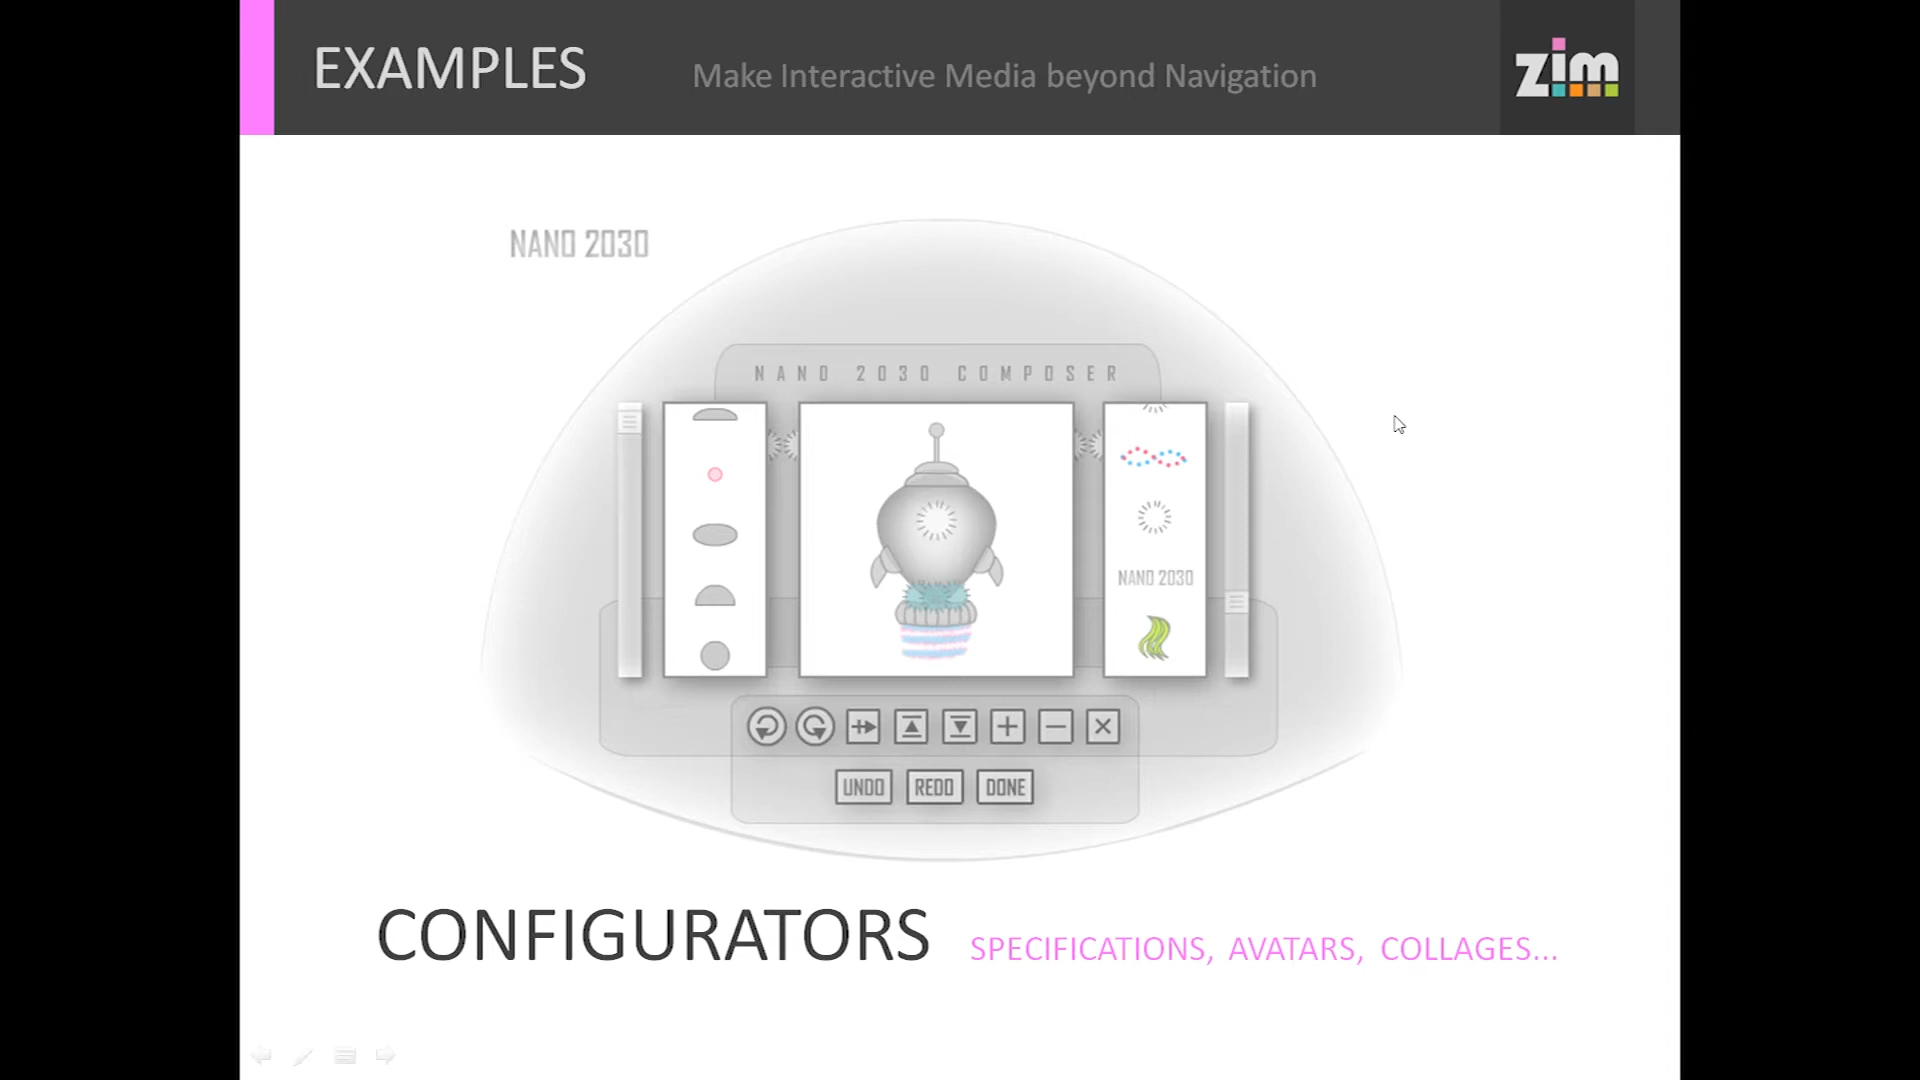 EXAMPLES
Make Interactive Media beyond Navigation
zim
NANO 2030
NANO 2030 COMPOSER
NANO 2030
UNDO REDO DONE
CONFIGURATORS SPECIFICATIONS, AVATARS, COLLAGES...